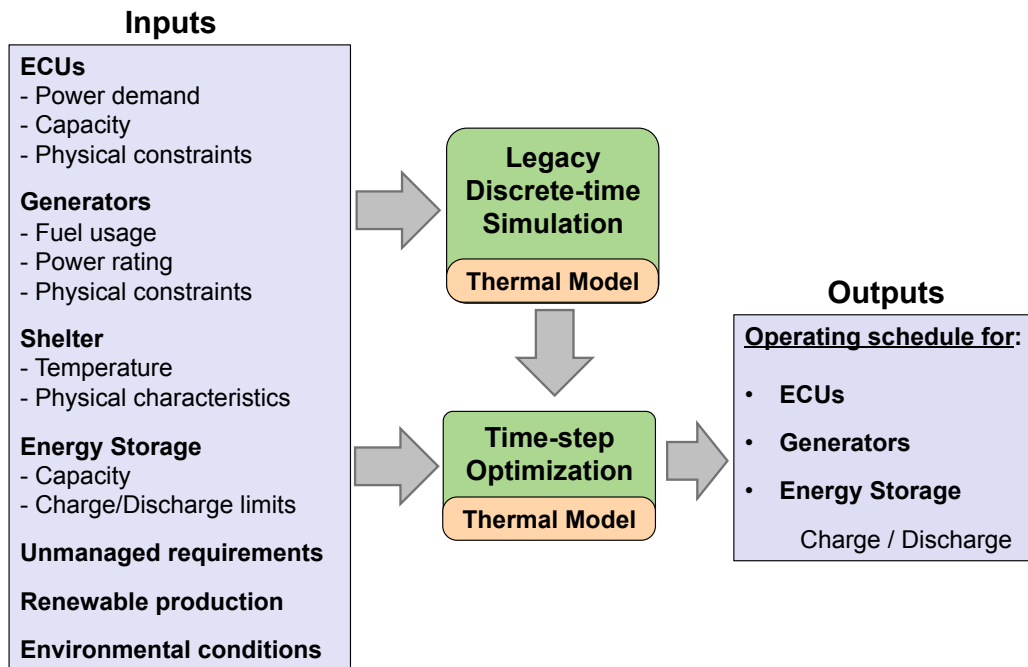 Inputs
ECUs
- Power demand
- Capacity
- Physical constraints
Generators
- Fuel usage
- Power rating
- Physical constraints
Shelter
- Temperature
- Physical characteristics
Energy Storage
- Capacity
- Charge/Discharge limits
Unmanaged requirements
Renewable production
Environmental conditions
Legacy
Discrete-time
Simulation
Thermal Model
Time-step
Optimization
Thermal Model
Outputs
Operating schedule for:
• ECUs
• Generators
• Energy Storage
Charge / Discharge